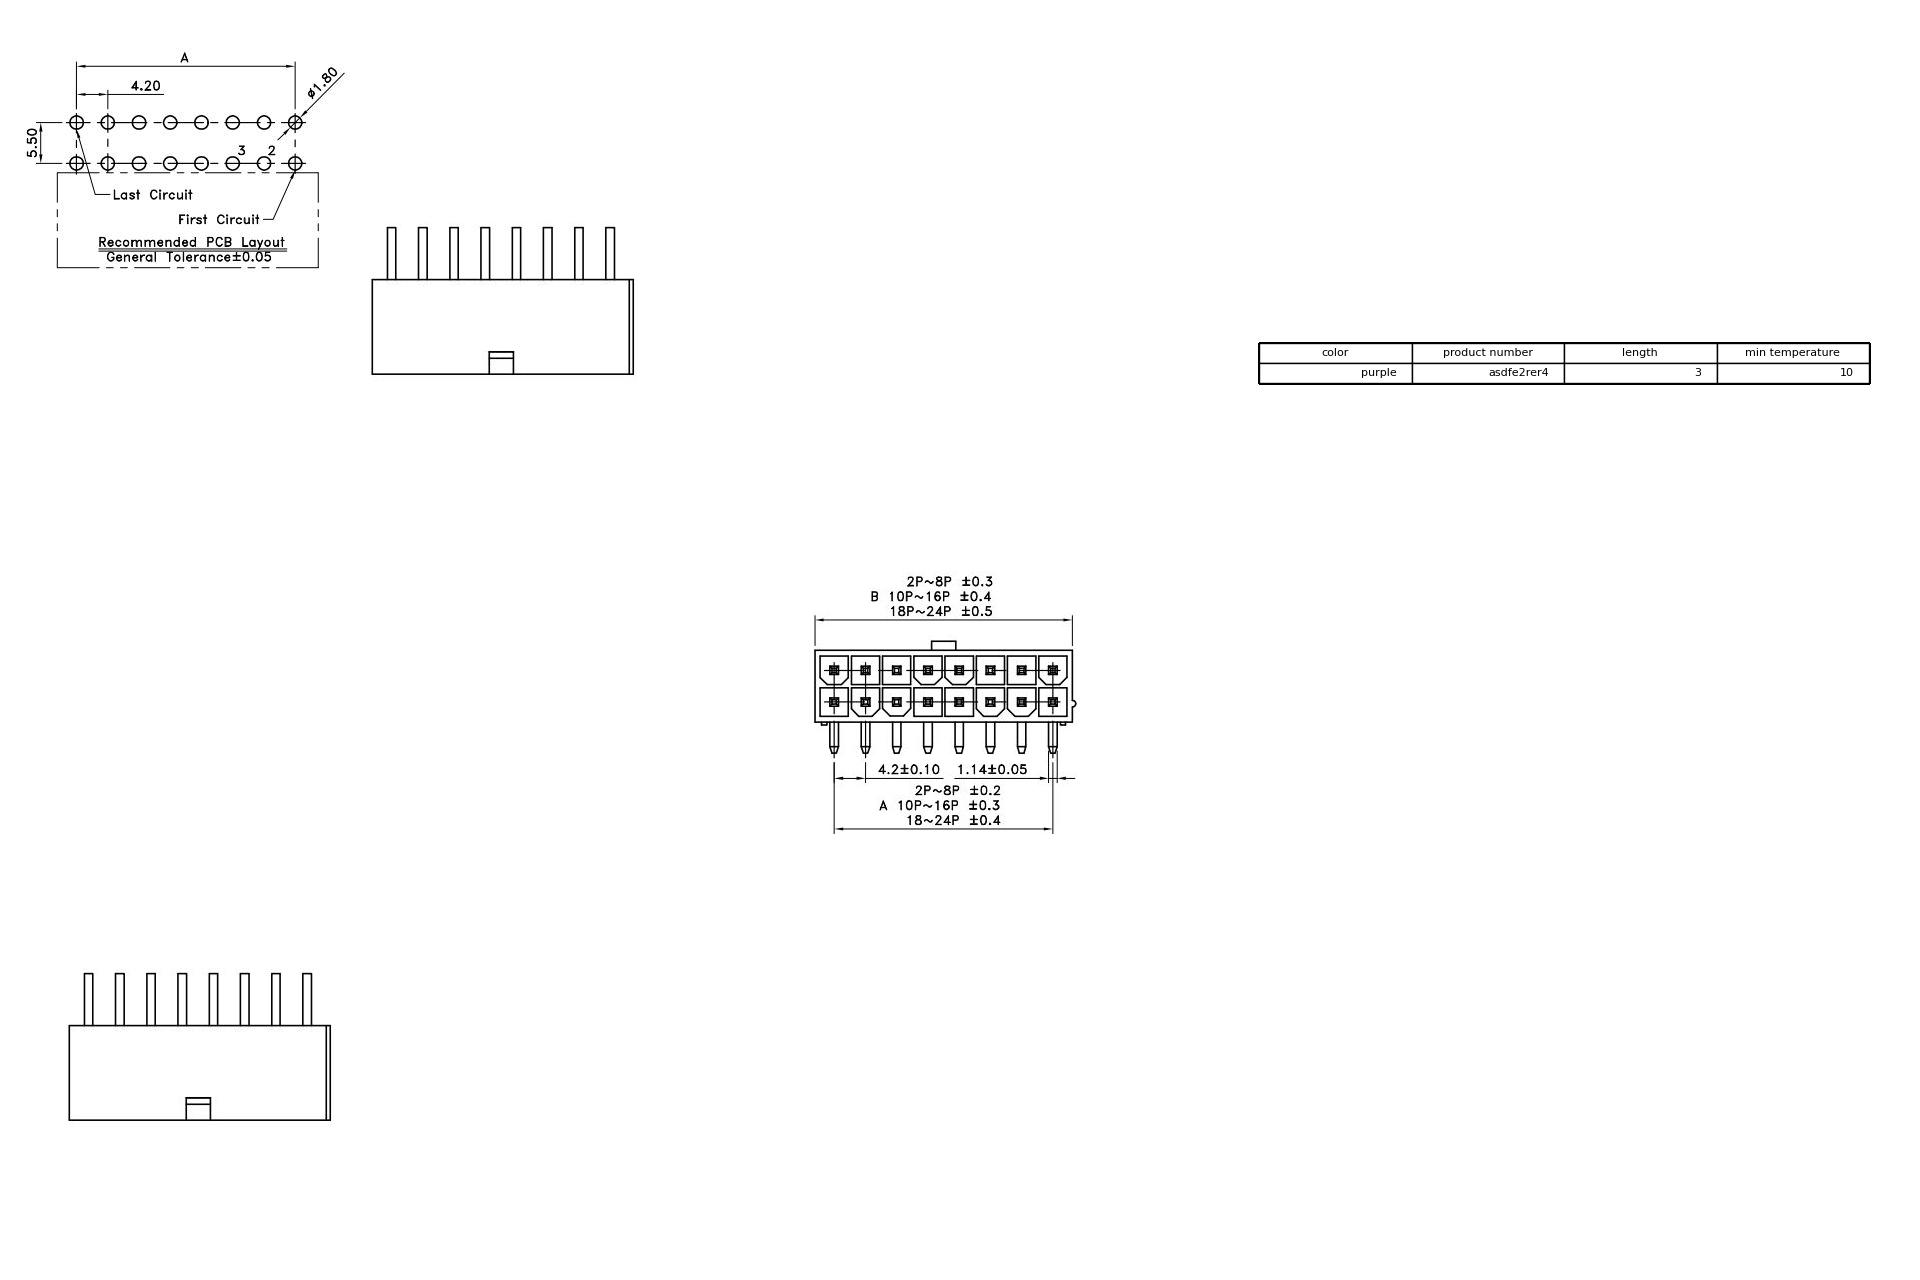 A
4.20
ø1.80
5.50
3 2
Last Circuit
First Circuit
Recommended PCB Layout
General Tolerance±0.05
color product number length min temperature
purple asdfe2rer4 3 10
2P~8P ±0.3
B 10P~16P ±0.4
18P~24P ±0.5
4.2±0.10 1.14±0.05
2P~8P ±0.2
A 10P~16P ±0.3
18~24P ±0.4